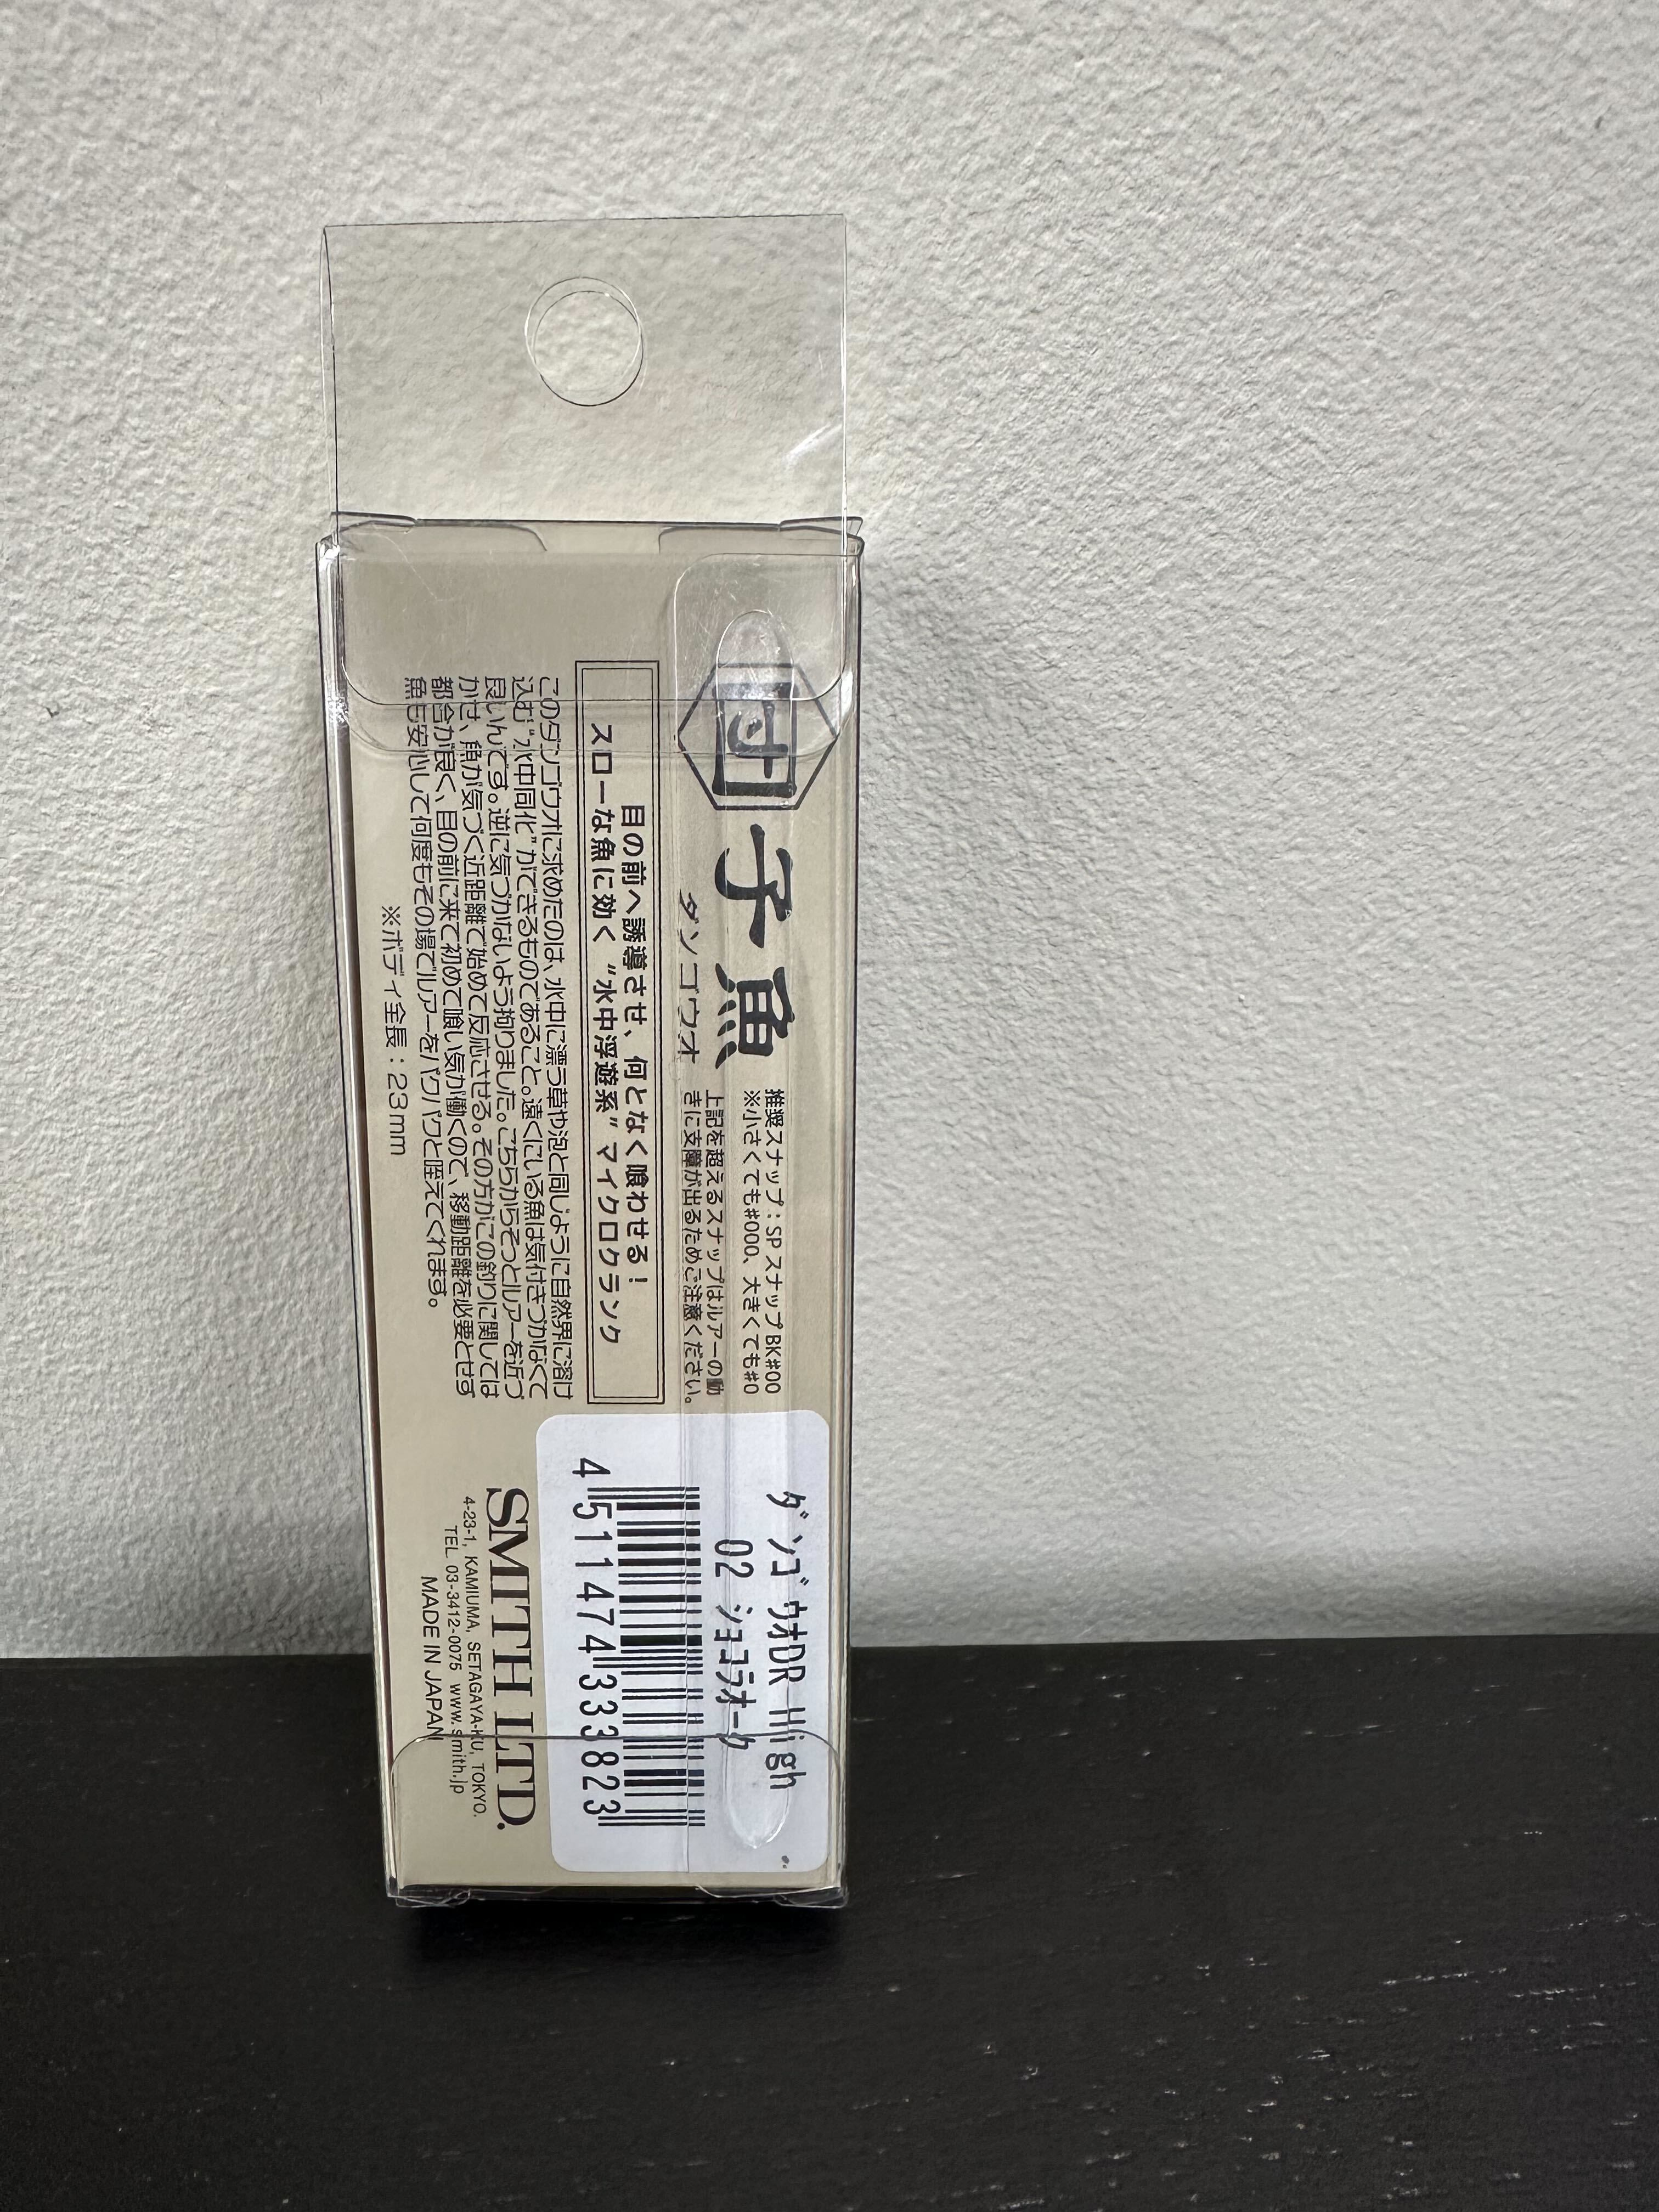 団子魚
ダンゴウオ
推奨スナップ：SPスナップBK#00
※小さくても#000、大きくても#0
上記を超えるスナップはルアーの動
きに支障が出るためご注意ください。
目の前へ誘導させ、何となく喰わせる！
スローな魚に効く“水中浮遊系”マイクロクランク
このダンゴウオに求めたのは、水中に漂う草や泡と同じように自然界に溶け
込む“水中同化”ができるものであること。遠くにいる魚は気付きづかなくて
良いんです。逆に気づかないよう拘りました。こちらからそっとルアーを近づ
かせ、魚が気づく近距離で始めて反応させる。その方がこの釣りに関しては
都合が良く、目の前に来て初めて喰い気が働くので、移動距離を必要とせず
魚も安心して何度もその場でルアーをパクパクと咥えてくれます。
※ボディ全長：23mm
ﾀﾞﾝｺﾞｳｵDR High
02 ｼｮｺﾗｵｰｸ
4 511474 333823
SMITH LTD.
4-23-1, KAMIUMA, SETAGAYA-KU, TOKYO,
TEL 03-3412-0075 www.smith.jp
MADE IN JAPAN